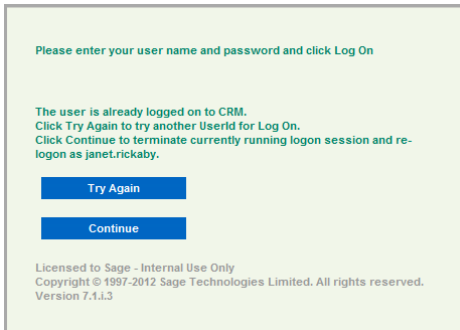 Please enter your user name and password and click Log On
The user is already logged on to CRM.
Click Try Again to try another UserId for Log On.
Click Continue to terminate currently running logon session and re-
logon as janet.rickaby.
Try Again
Continue
Licensed to Sage - Internal Use Only
Copyright © 1997-2012 Sage Technologies Limited. All rights reserved.
Version 7.1.i.3